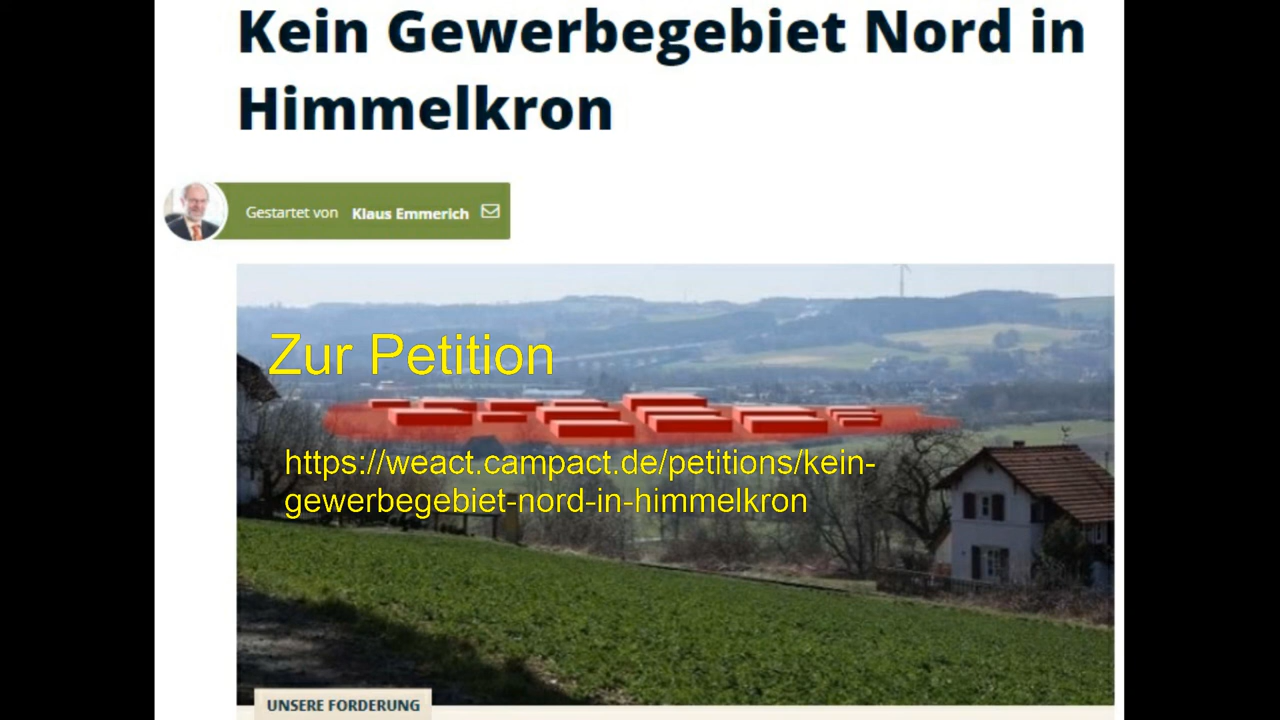 Kein Gewerbegebiet Nord in
Himmelkron
Gestartet von Klaus Emmerich
Zur Petition
https://weact.campact.de/petitions/kein-
gewerbegebiet-nord-in-himmelkron
UNSERE FORDERUNG